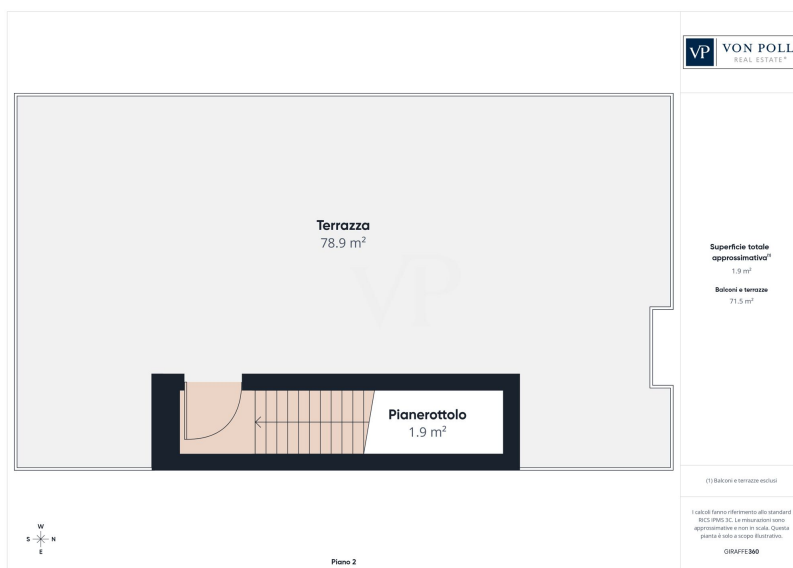 VP VON POLL
REAL ESTATE®
Terrazza
78.9 m²
VP
Superficie totale
approssimativa⁽¹⁾
1.9 m²
Balconi e terrazze
71.5 m²
Pianerottolo
1.9 m²
(1) Balconi e terrazze esclusi
I calcoli fanno riferimento allo standard
RICS IPMS 3C. Le misurazioni sono
approssimative e non in scala. Questa
pianta è solo a scopo illustrativo.
GIRAFFE360
W
S N
E
Piano 2